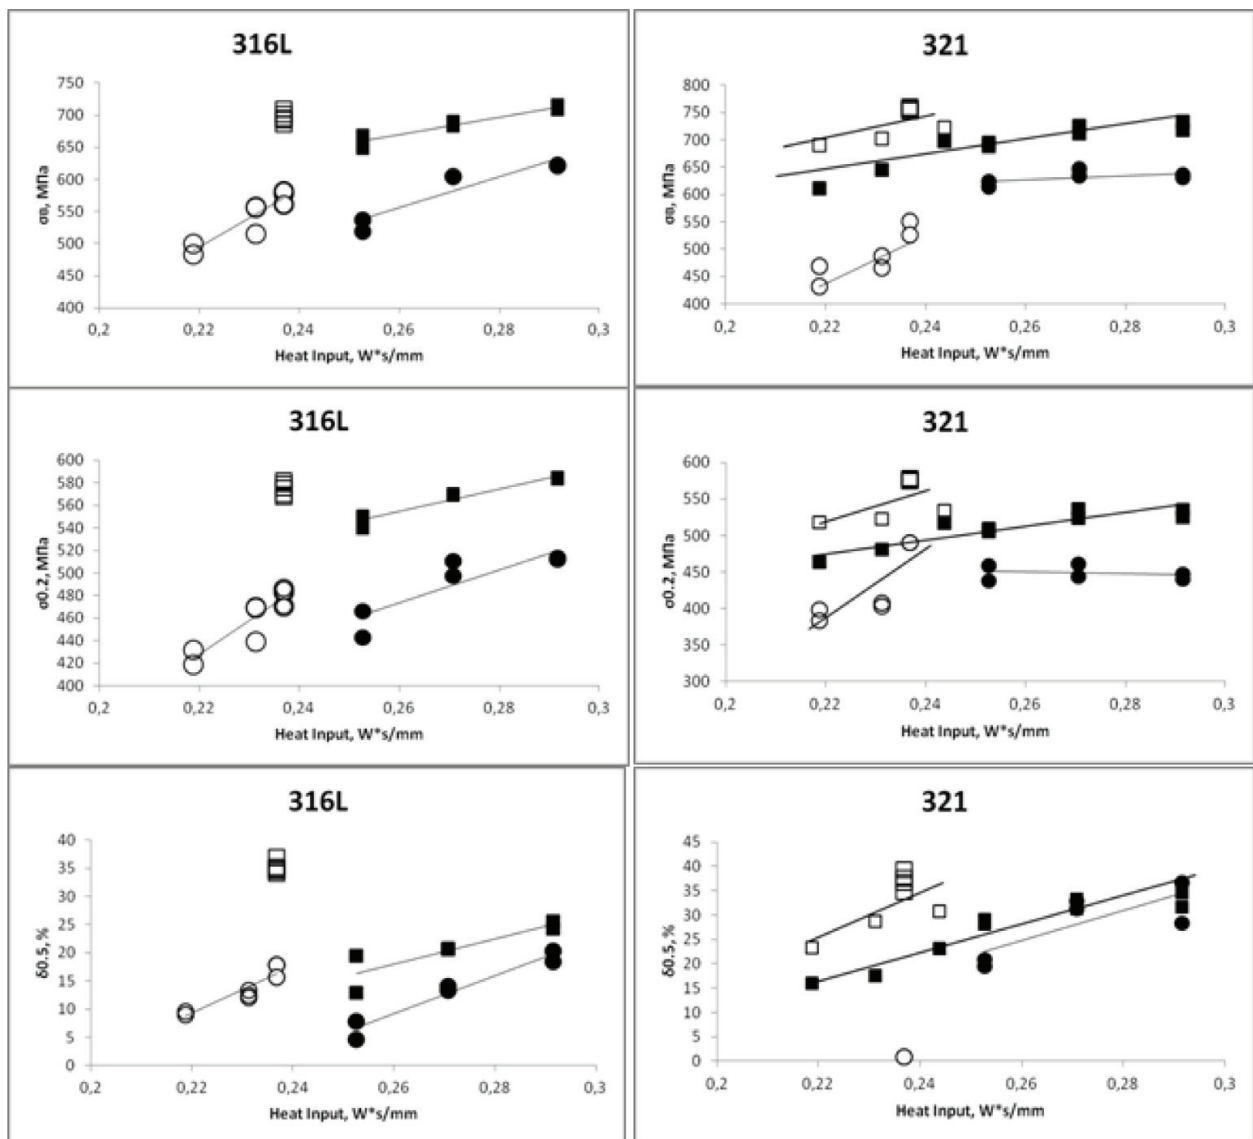 316L
750
700
650
600
550
500
450
400
σв, МПа
0,2 0,22 0,24 0,26 0,28 0,3
Heat Input, W*s/mm
321
800
750
700
650
600
550
500
450
400
σв, МПа
0,2 0,22 0,24 0,26 0,28 0,3
Heat Input, W*s/mm
316L
600
580
560
540
520
500
480
460
440
420
400
σ0.2, МПа
0,2 0,22 0,24 0,26 0,28 0,3
Heat Input, W*s/mm
321
600
550
500
450
400
350
300
σ0.2, МПа
0,2 0,22 0,24 0,26 0,28 0,3
Heat Input, W*s/mm
316L
40
35
30
25
20
15
10
5
0
δ0.5, %
0,2 0,22 0,24 0,26 0,28 0,3
Heat Input, W*s/mm
321
45
40
35
30
25
20
15
10
5
0
δ0.5, %
0,2 0,22 0,24 0,26 0,28 0,3
Heat Input, W*s/mm